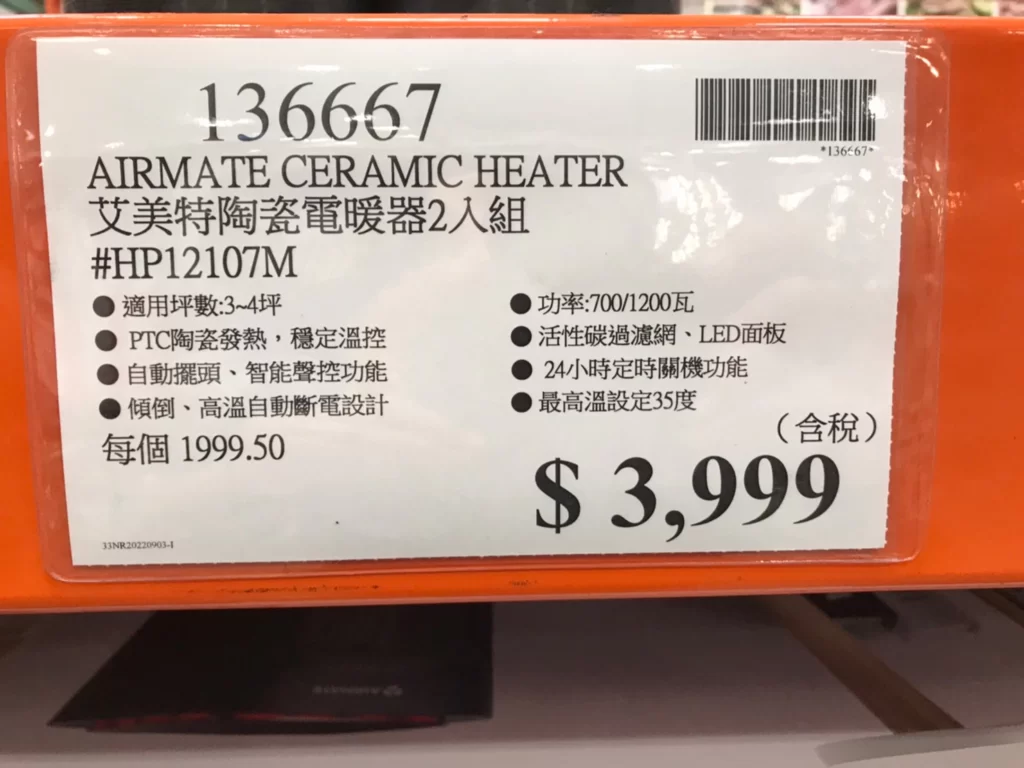 136667
*136667*
AIRMATE CERAMIC HEATER
艾美特陶瓷電暖器2入組
#HP12107M
● 適用坪數:3~4坪
● PTC陶瓷發熱，穩定溫控
● 自動擺頭、智能聲控功能
● 傾倒、高溫自動斷電設計
● 功率:700/1200瓦
● 活性碳過濾網、LED面板
● 24小時定時關機功能
● 最高溫設定35度
每個 1999.50
（含稅）
$ 3,999
33NR20220903-1
AIRMATE